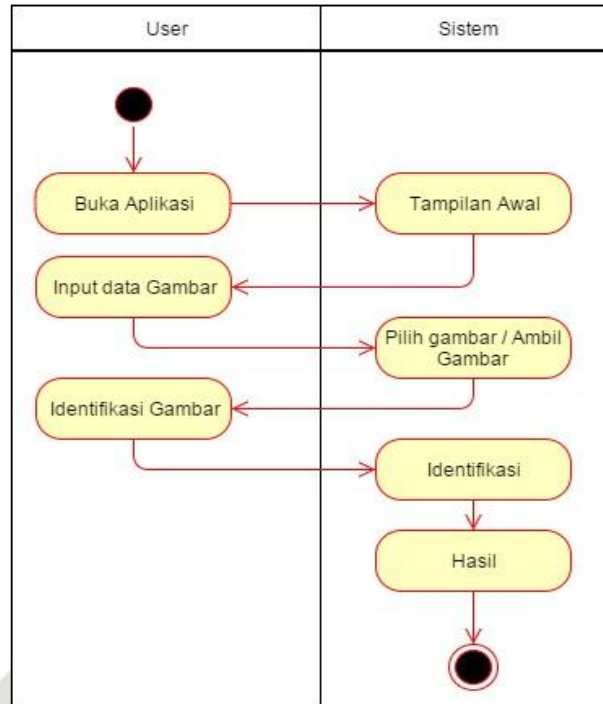 User
Sistem
Buka Aplikasi
Tampilan Awal
Input data Gambar
Pilih gambar / Ambil
Gambar
Identifikasi Gambar
Identifikasi
Hasil